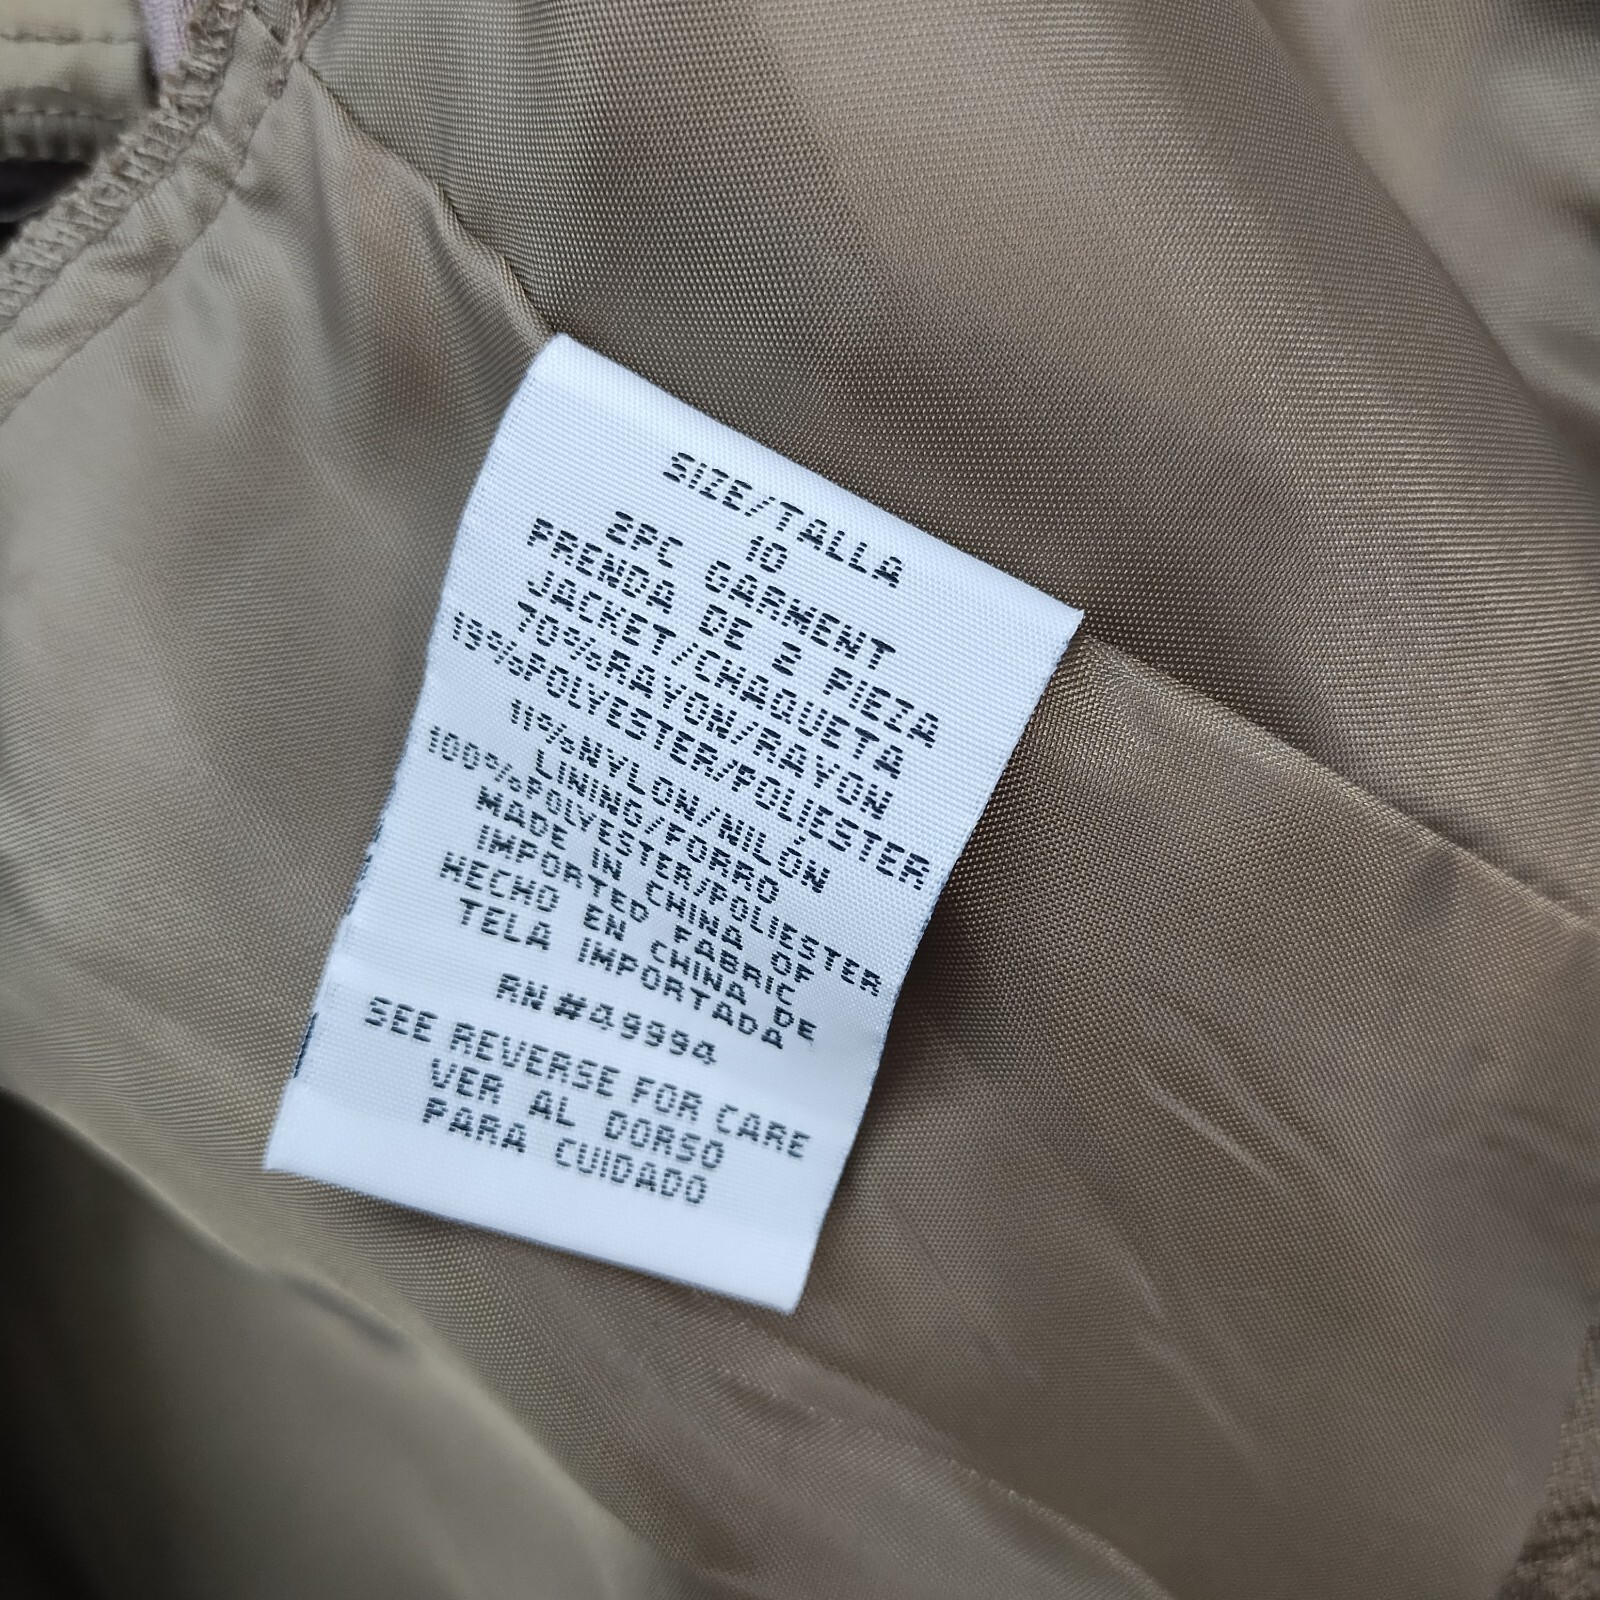 SIZE/TALLA
10
2PC GARMENT
PRENDA DE 2 PIEZA
JACKET/CHAQUETA
70%RAYON/RAYON
19%POLYESTER/POLIESTER
11%NYLON/NILON
LINING/FORRO
100%POLYESTER/POLIESTER
MADE IN CHINA OF
IMPORTED FABRIC
HECHO EN CHINA DE
TELA IMPORTADA
RN#49994
SEE REVERSE FOR CARE
VER AL DORSO
PARA CUIDADO